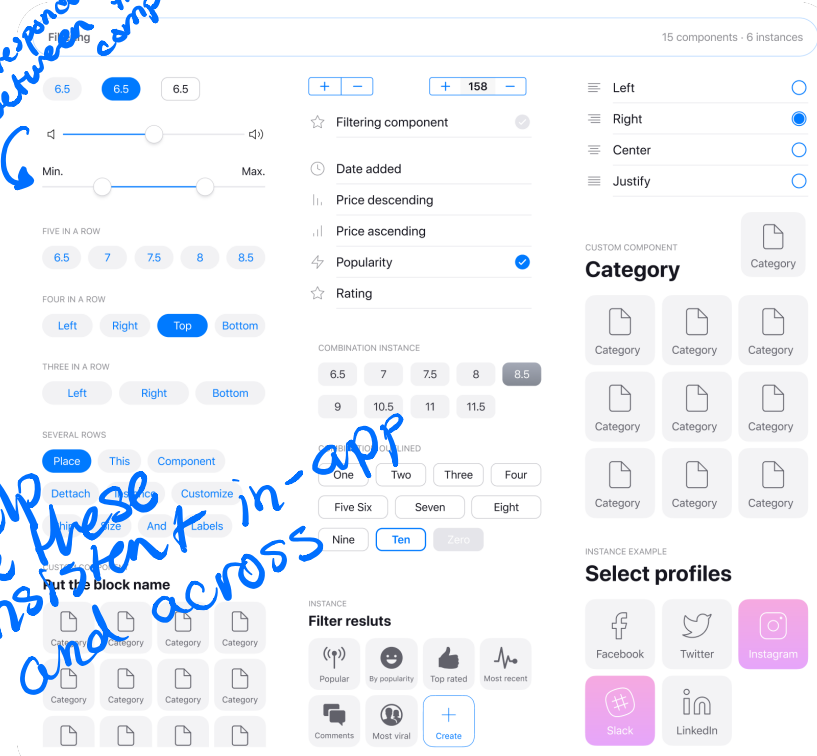 between
comp
Filtering
15 components · 6 instances
6.5 6.5 6.5
158
Filtering component
Min. Max.
Date added
Price descending
Price ascending
Popularity
Rating
Left
Right
Center
Justify
FIVE IN A ROW
6.5 7 7.5 8 8.5
FOUR IN A ROW
Left Right Top Bottom
THREE IN A ROW
Left Right Bottom
SEVERAL ROWS
Place This Component
Dettach Instance Customize
Size And Labels
Put the block name
Category Category Category Category
Category Category Category Category
COMBINATION INSTANCE
6.5 7 7.5 8 8.5
9 10.5 11 11.5
COMBINATION OUTLINED
One Two Three Four
Five Six Seven Eight
Nine Ten Zero
INSTANCE
Filter resluts
Popular By popularity Top rated Most recent
Comments Most viral Create
CUSTOM COMPONENT
Category
Category
Category Category Category
Category Category Category
Category Category Category
INSTANCE EXAMPLE
Select profiles
Facebook Twitter Instagram
Slack LinkedIn
these
in-app
and across